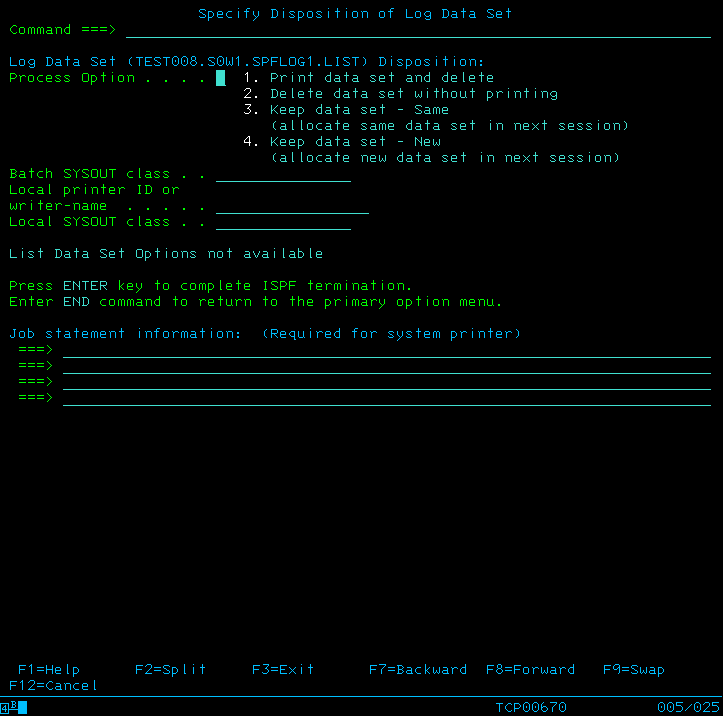 Specify Disposition of Log Data Set
Command ===>
Log Data Set (TEST008.S0W1.SPFLOG1.LIST) Disposition:
Process Option . . . . 1. Print data set and delete
2. Delete data set without printing
3. Keep data set - Same
(allocate same data set in next session)
4. Keep data set - New
(allocate new data set in next session)
Batch SYSOUT class . .
Local printer ID or
writer-name . . . . .
Local SYSOUT class . .
List Data Set Options not available
Press ENTER key to complete ISPF termination.
Enter END command to return to the primary option menu.
Job statement information: (Required for system printer)
===>
===>
===>
===>
F1=Help F2=Split F3=Exit F7=Backward F8=Forward F9=Swap
F12=Cancel
4B TCP00670 005/025